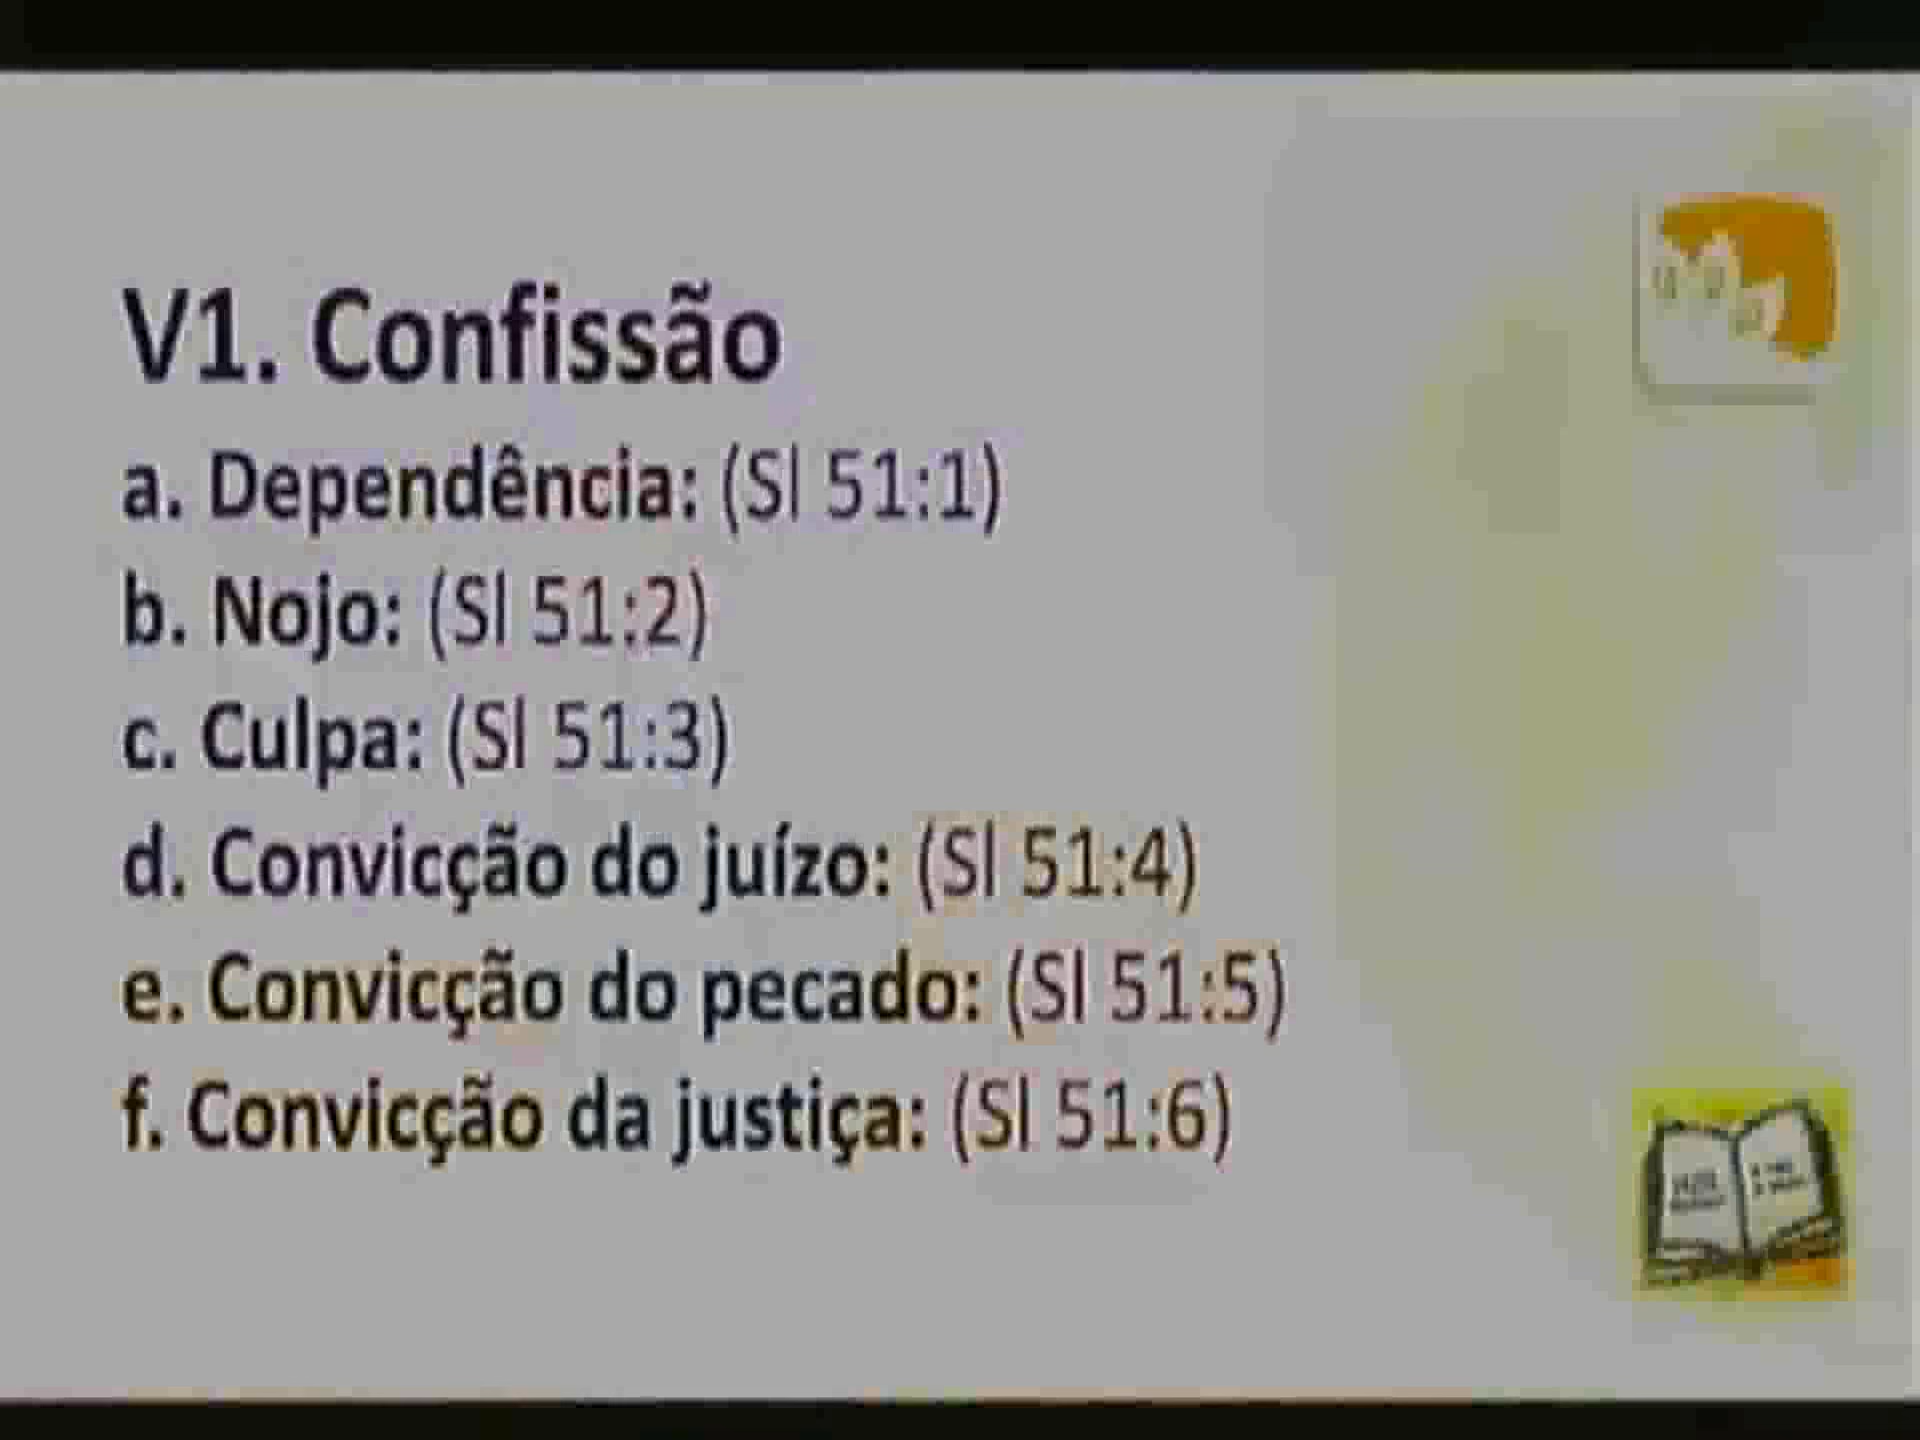 V1. Confissão
a. Dependência: (Sl 51:1)
b. Nojo: (Sl 51:2)
c. Culpa: (Sl 51:3)
d. Convicção do juízo: (Sl 51:4)
e. Convicção do pecado: (Sl 51:5)
f. Convicção da justiça: (Sl 51:6)